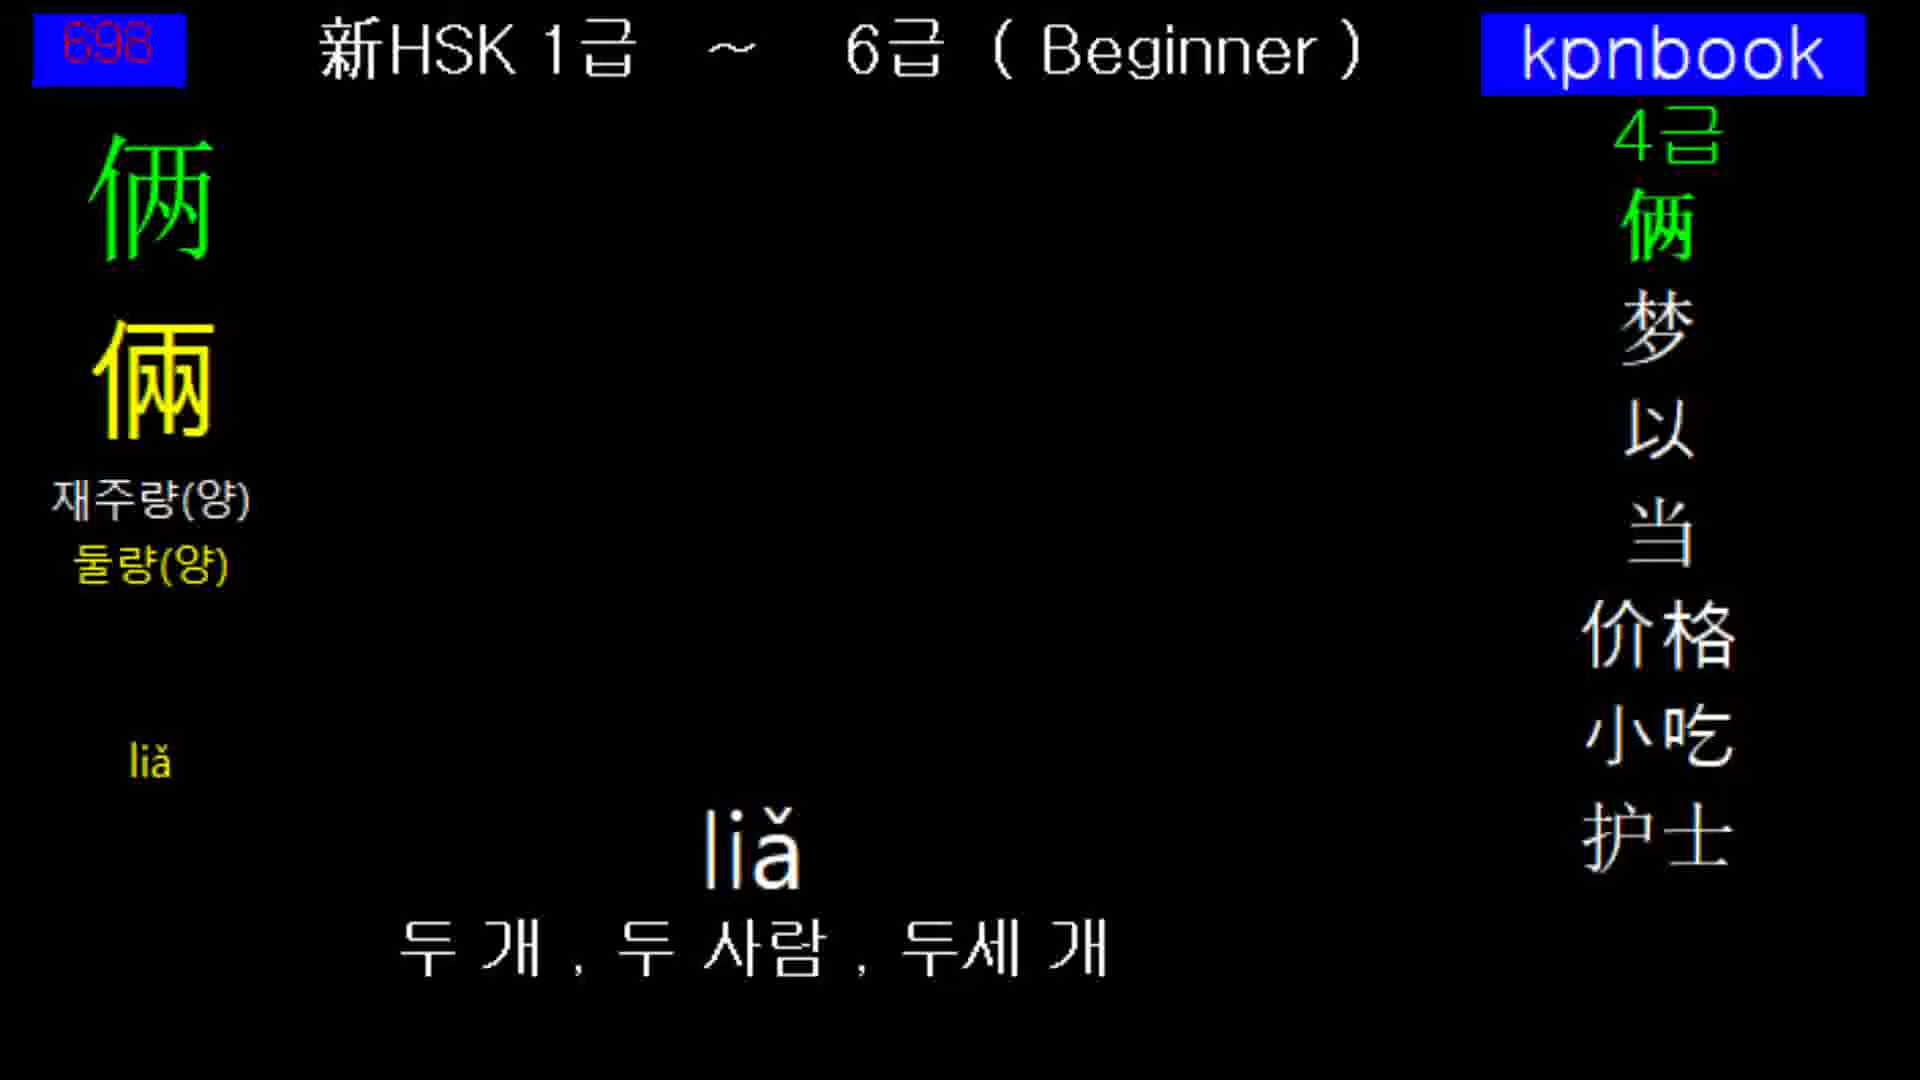 698
新HSK 1급 ~ 6급 ( Beginner )
kpnbook
俩
倆
재주량(양)
둘량(양)
liǎ
liǎ
두 개 , 두 사람 , 두세 개
4급
俩
梦
以
当
价格
小吃
护士